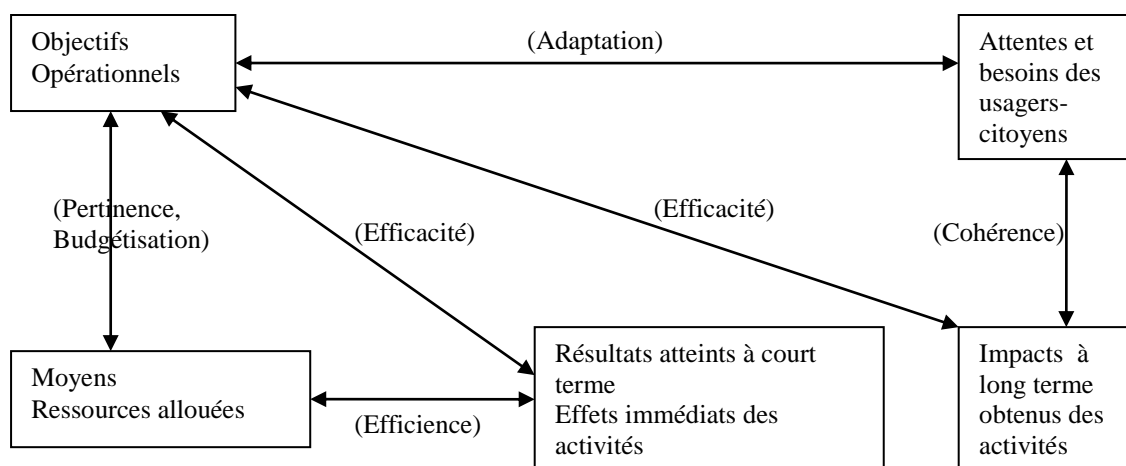 Objectifs
Opérationnels
(Adaptation)
Attentes et
besoins des
usagers-
citoyens
(Pertinence,
Budgétisation)
(Efficacité)
(Efficacité)
(Cohérence)
Moyens
Ressources allouées
(Efficience)
Résultats atteints à court
terme
Effets immédiats des
activités
Impacts à
long terme
obtenus des
activités